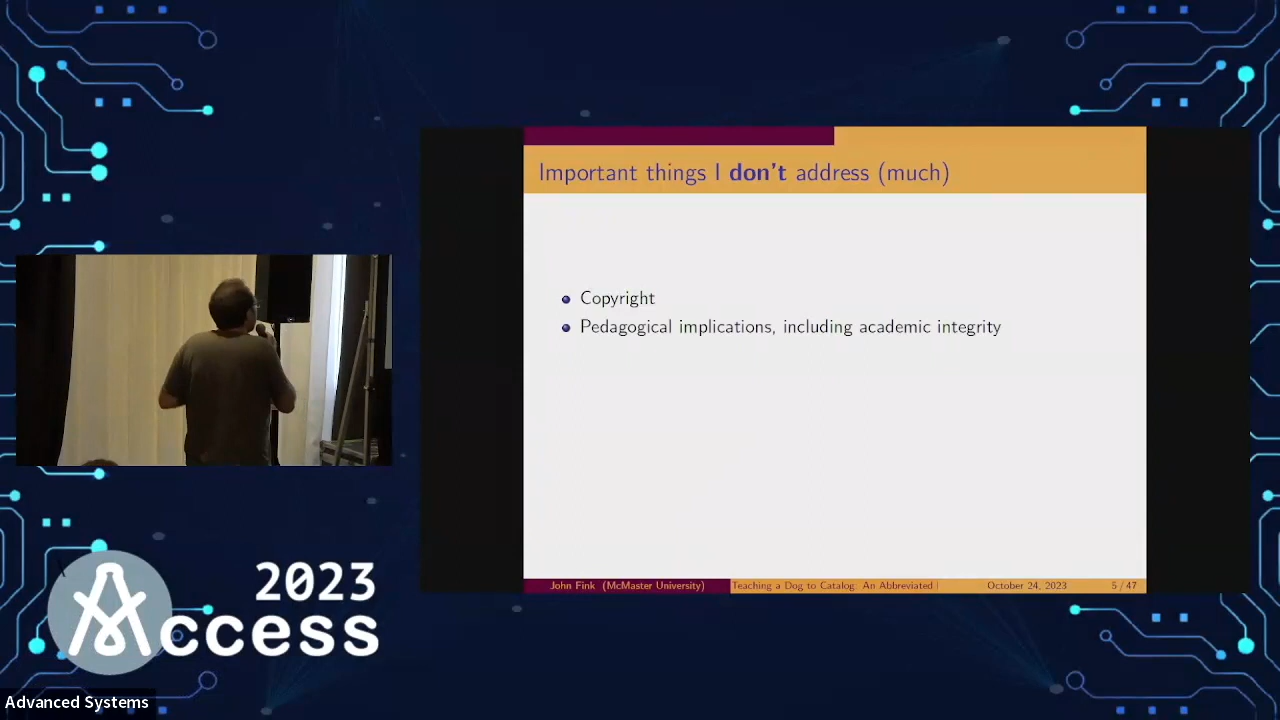 Important things I don't address (much)
Copyright
Pedagogical implications, including academic integrity
John Fink (McMaster University)
Teaching a Dog to Catalog: An Abbreviated
October 24, 2023
5 / 47
2023
Access
Advanced Systems